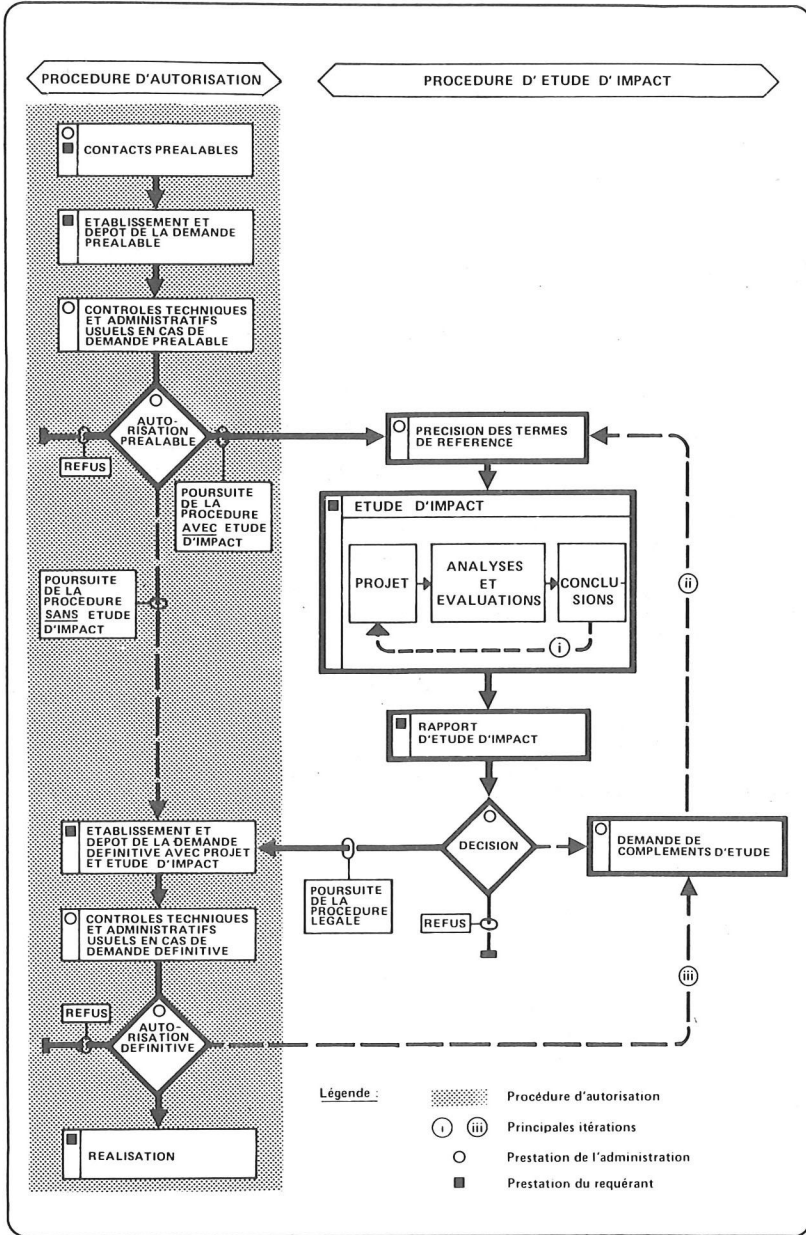 PROCEDURE D'AUTORISATION
PROCEDURE D' ETUDE D' IMPACT
CONTACTS PREALABLES
ETABLISSEMENT ET
DEPOT DE LA DEMANDE
PREALABLE
CONTROLES TECHNIQUES
ET ADMINISTRATIFS
USUELS EN CAS DE
DEMANDE PREALABLE
AUTO-
RISATION
PREALABLE
REFUS
POURSUITE
DE LA
PROCEDURE
AVEC ETUDE
D'IMPACT
POURSUITE
DE LA
PROCEDURE
SANS ETUDE
D'IMPACT
PRECISION DES TERMES
DE REFERENCE
ETUDE D'IMPACT
PROJET
ANALYSES
ET
EVALUATIONS
CONCLU-
SIONS
i
ii
RAPPORT
D'ETUDE D'IMPACT
DECISION
DEMANDE DE
COMPLEMENTS D'ETUDE
POURSUITE
DE LA
PROCEDURE
LEGALE
REFUS
iii
ETABLISSEMENT ET
DEPOT DE LA DEMANDE
DEFINITIVE AVEC PROJET
ET ETUDE D'IMPACT
CONTROLES TECHNIQUES
ET ADMINISTRATIFS
USUELS EN CAS DE
DEMANDE DEFINITIVE
REFUS
AUTO-
RISATION
DEFINITIVE
REALISATION
Légende :
Procédure d'autorisation
i iii Principales itérations
Prestation de l'administration
Prestation du requérant